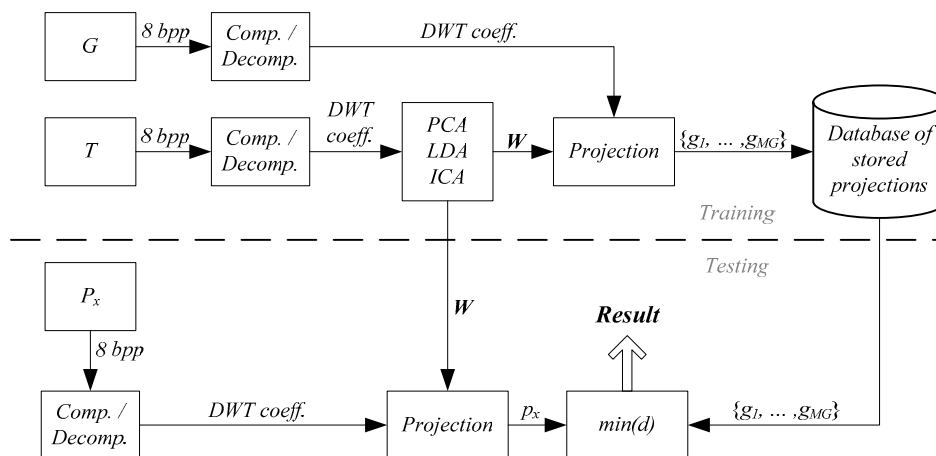 G
8 bpp
Comp. /
Decomp.
DWT coeff.
T
8 bpp
Comp. /
Decomp.
DWT
coeff.
PCA
LDA
ICA
W
Projection
{g1, ... ,gMG}
Database of
stored
projections
Training
Testing
Px
8 bpp
W
Result
Comp. /
Decomp.
DWT coeff.
Projection
px
min(d)
{g1, ... ,gMG}